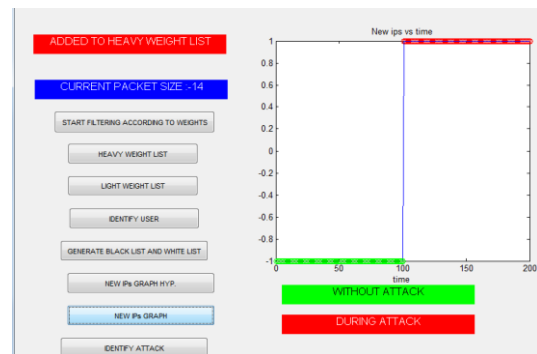 ADDED TO HEAVY WEIGHT LIST
CURRENT PACKET SIZE :-14
START FILTERING ACCORDING TO WEIGHTS
HEAVY WEIGHT LIST
LIGHT WEIGHT LIST
IDENTIFY USER
GENERATE BLACK LIST AND WHITE LIST
NEW IPs GRAPH HYP.
NEW IPs GRAPH
IDENTIFY ATTACK
New ips vs time
1
0.8
0.6
0.4
0.2
0
-0.2
-0.4
-0.6
-0.8
-1
0 50 100 150 200
time
WITHOUT ATTACK
DURING ATTACK